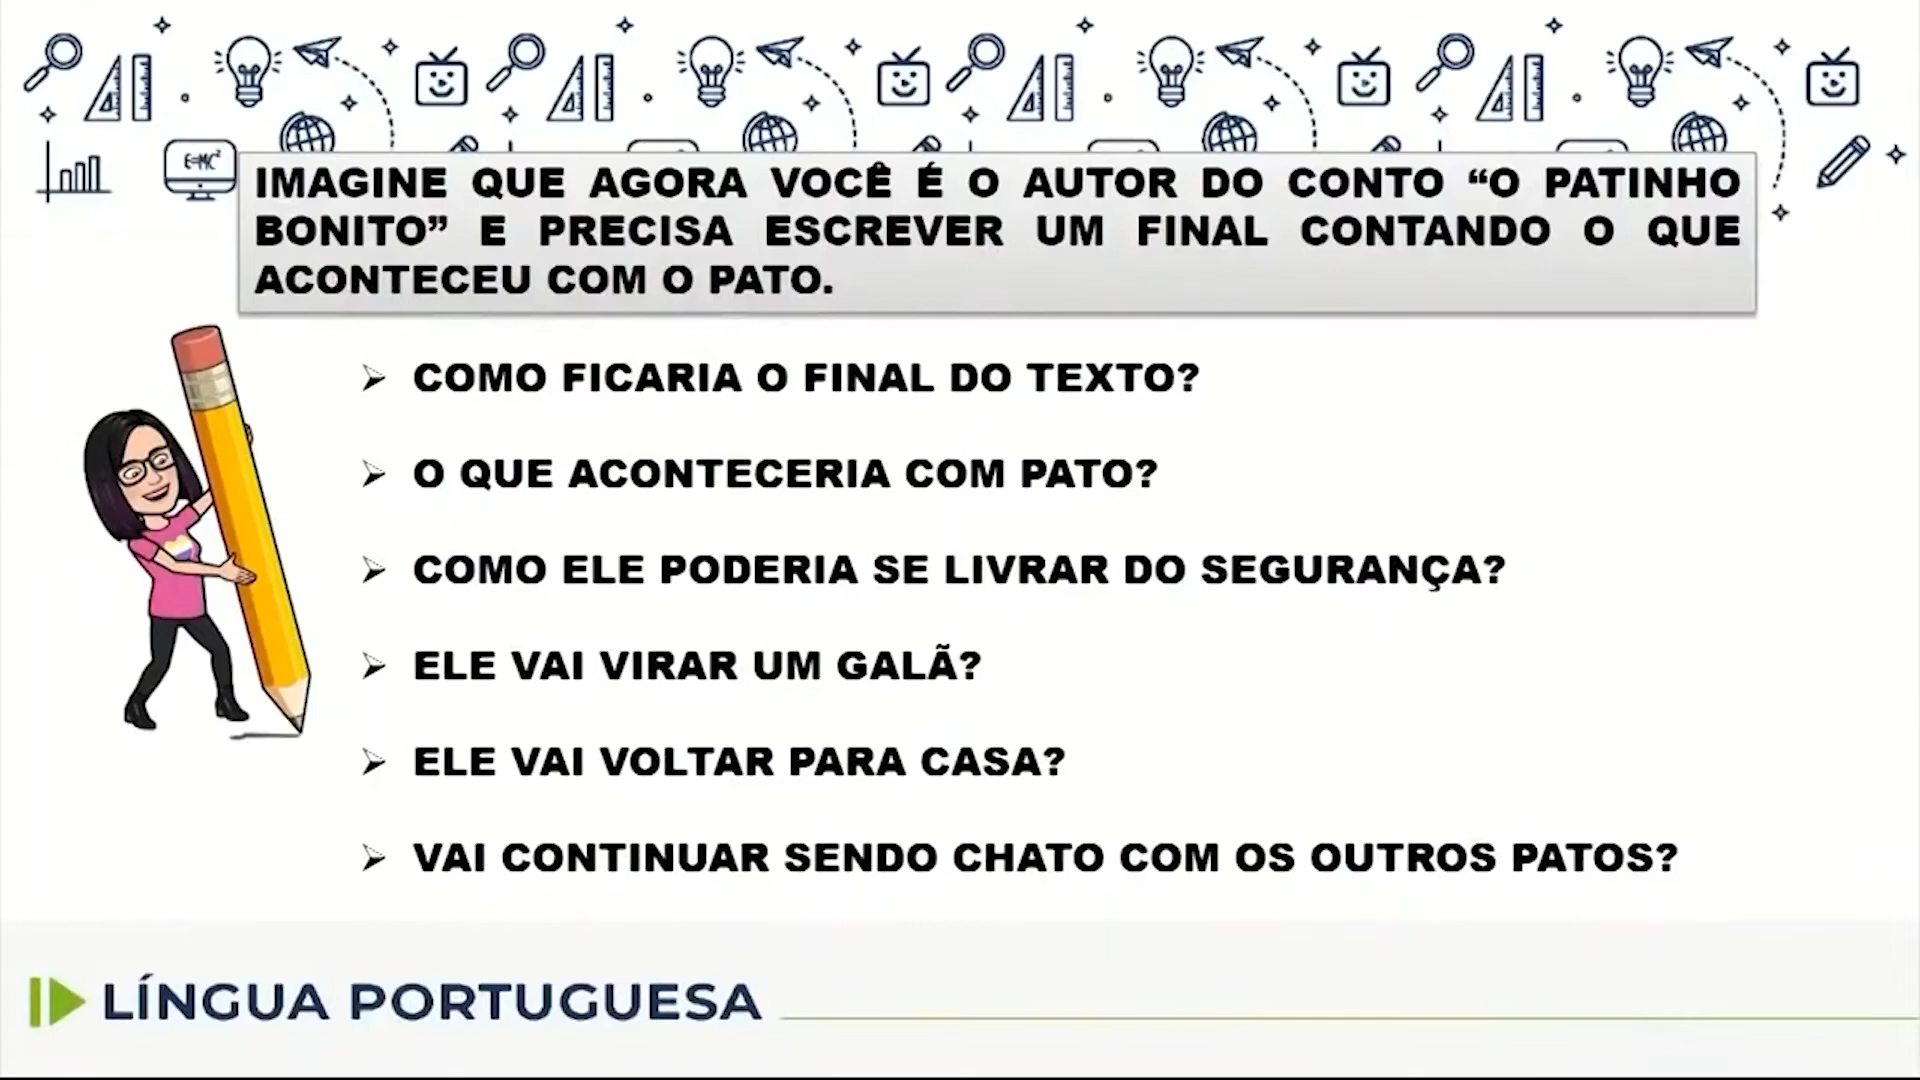 E=MC²
IMAGINE QUE AGORA VOCÊ É O AUTOR DO CONTO “O PATINHO
BONITO” E PRECISA ESCREVER UM FINAL CONTANDO O QUE
ACONTECEU COM O PATO.
COMO FICARIA O FINAL DO TEXTO?
O QUE ACONTECERIA COM PATO?
COMO ELE PODERIA SE LIVRAR DO SEGURANÇA?
ELE VAI VIRAR UM GALÃ?
ELE VAI VOLTAR PARA CASA?
VAI CONTINUAR SENDO CHATO COM OS OUTROS PATOS?
LÍNGUA PORTUGUESA